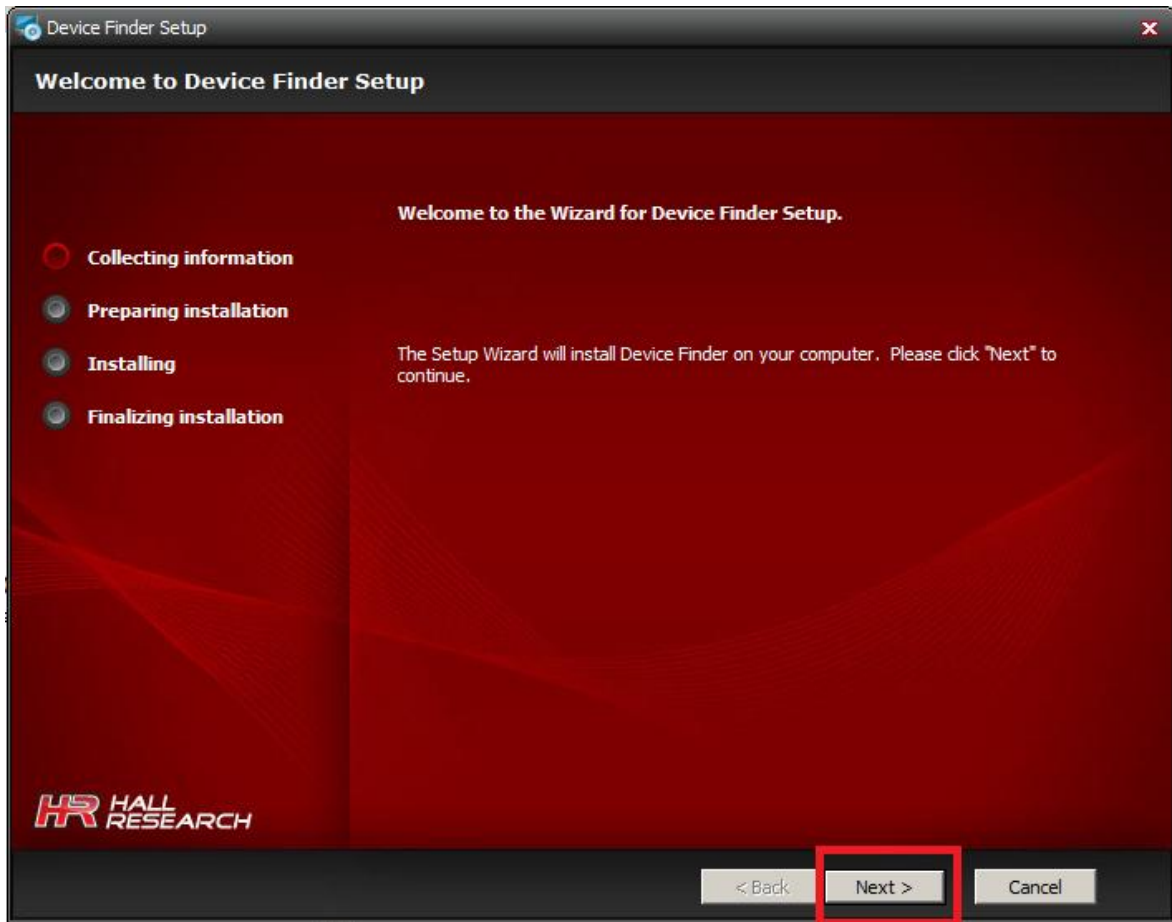 Device Finder Setup
Welcome to Device Finder Setup
Welcome to the Wizard for Device Finder Setup.
Collecting information
Preparing installation
Installing
Finalizing installation
The Setup Wizard will install Device Finder on your computer.  Please click "Next" to
continue.
HR HALL
RESEARCH
< Back
Next >
Cancel